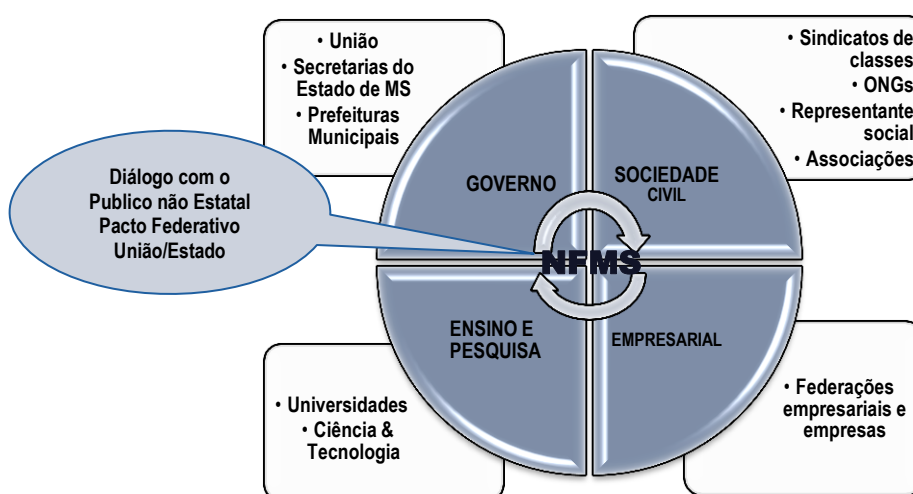 • União
• Secretarias do
Estado de MS
• Prefeituras
Municipais
• Sindicatos de
classes
• ONGs
• Representante
social
• Associações
Diálogo com o
Publico não Estatal
Pacto Federativo
União/Estado
GOVERNO
SOCIEDADE
CIVIL
NFMS
ENSINO E
PESQUISA
EMPRESARIAL
• Universidades
• Ciência &
Tecnologia
• Federações
empresariais e
empresas